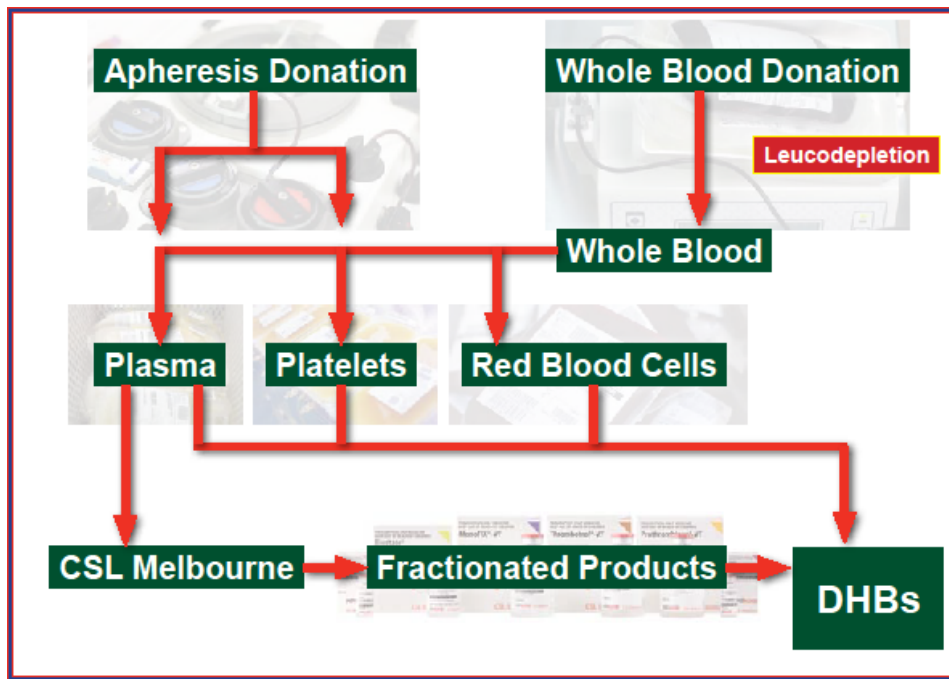 Apheresis Donation
Whole Blood Donation
Leucodepletion
Whole Blood
Plasma
Platelets
Red Blood Cells
CSL Melbourne
Fractionated Products
DHBs